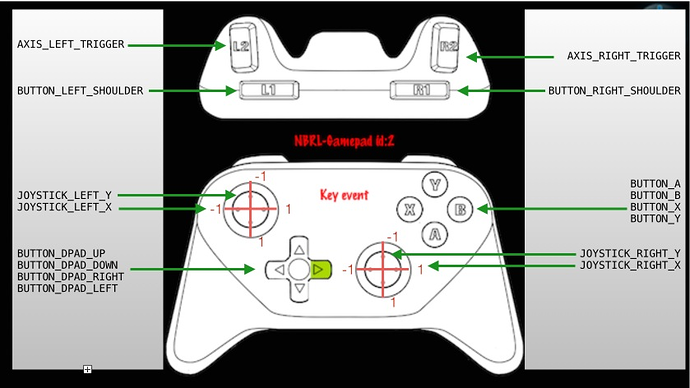 AXIS_LEFT_TRIGGER
L2
R2
AXIS_RIGHT_TRIGGER
BUTTON_LEFT_SHOULDER
L1
R1
BUTTON_RIGHT_SHOULDER
NBRL-Gamepad id:2
Key event
JOYSTICK_LEFT_Y
JOYSTICK_LEFT_X
-1
-1
1
1
Y
X
B
A
BUTTON_A
BUTTON_B
BUTTON_X
BUTTON_Y
BUTTON_DPAD_UP
BUTTON_DPAD_DOWN
BUTTON_DPAD_RIGHT
BUTTON_DPAD_LEFT
-1
-1
1
1
JOYSTICK_RIGHT_Y
JOYSTICK_RIGHT_X